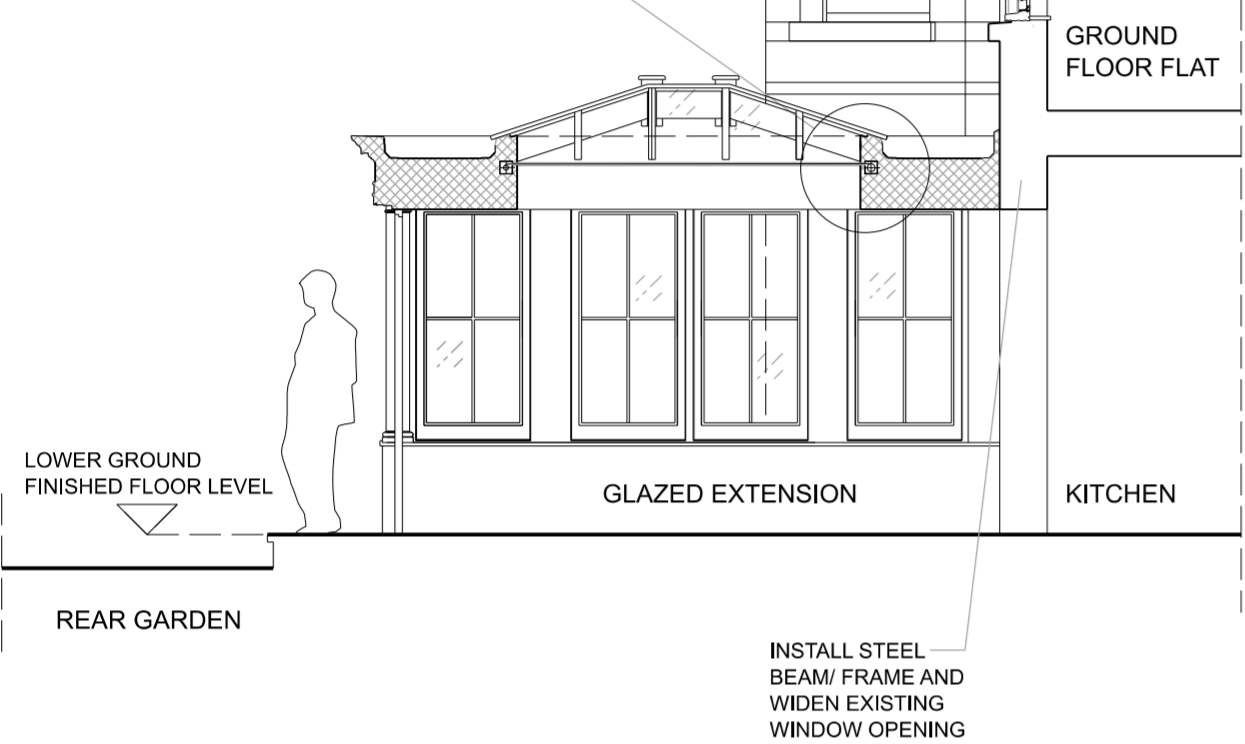 GROUND
FLOOR FLAT
LOWER GROUND
FINISHED FLOOR LEVEL
GLAZED EXTENSION
KITCHEN
REAR GARDEN
INSTALL STEEL
BEAM/ FRAME AND
WIDEN EXISTING
WINDOW OPENING